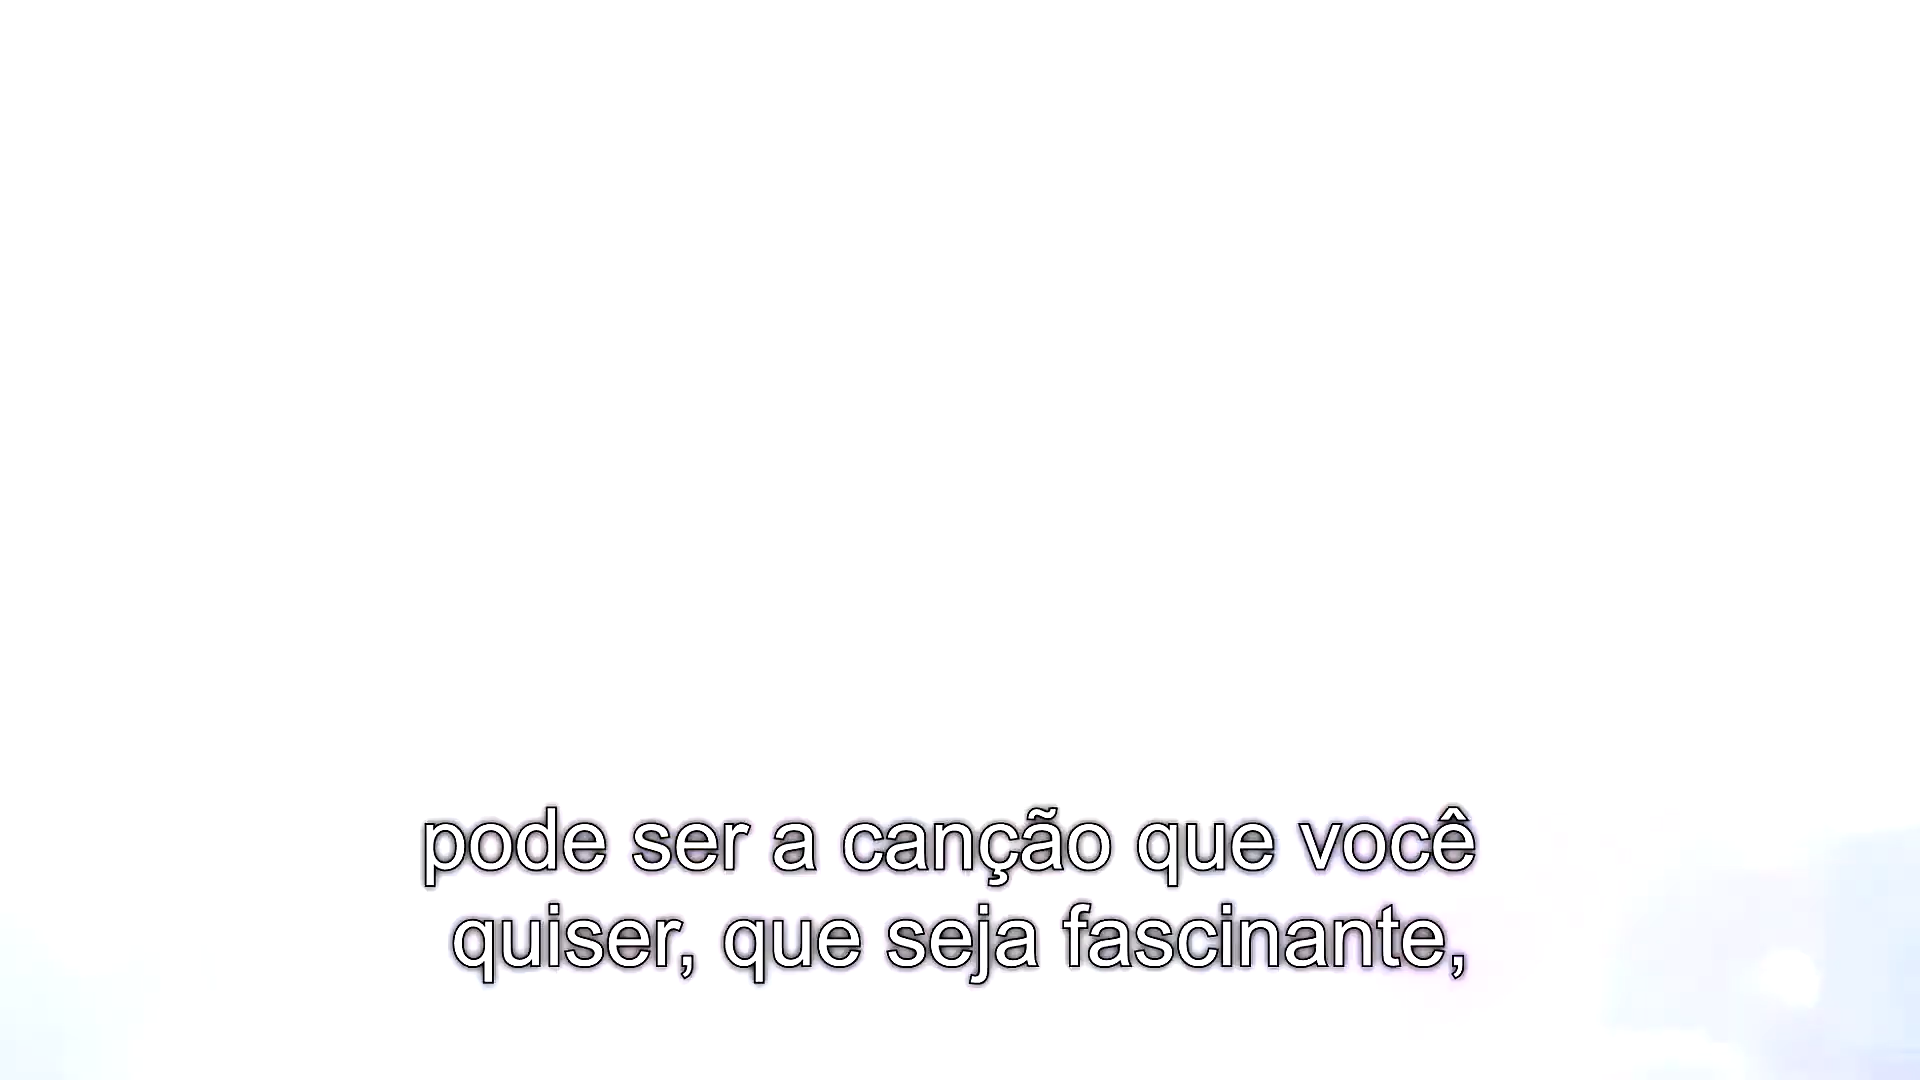 pode ser a canção que você
quiser, que seja fascinante,